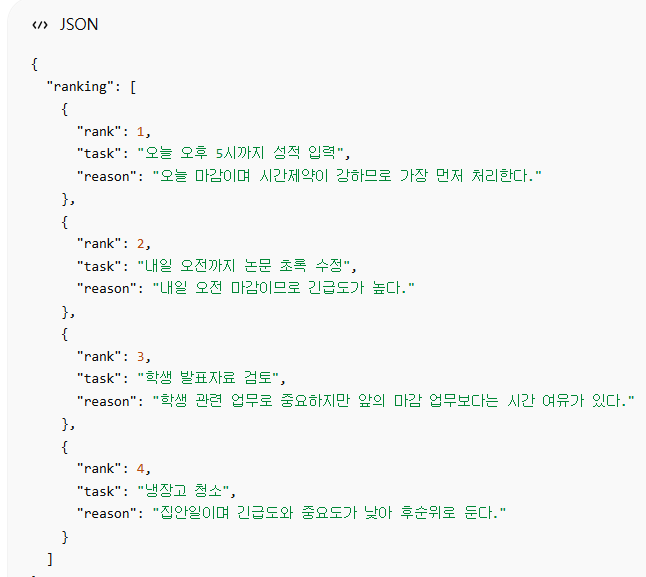 </> JSON
{
"ranking": [
{
"rank": 1,
"task": "오늘 오후 5시까지 성적 입력",
"reason": "오늘 마감이며 시간제약이 강하므로 가장 먼저 처리한다."
},
{
"rank": 2,
"task": "내일 오전까지 논문 초록 수정",
"reason": "내일 오전 마감이므로 긴급도가 높다."
},
{
"rank": 3,
"task": "학생 발표자료 검토",
"reason": "학생 관련 업무로 중요하지만 앞의 마감 업무보다는 시간 여유가 있다."
},
{
"rank": 4,
"task": "냉장고 청소",
"reason": "집안일이며 긴급도와 중요도가 낮아 후순위로 둔다."
}
]